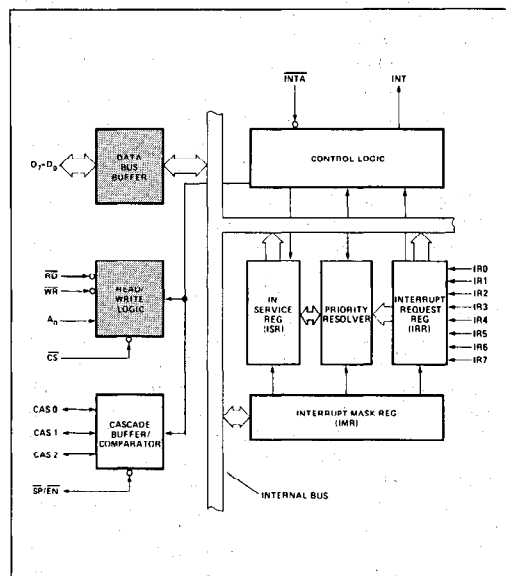 INTA
INT
D7-D0
DATA
BUS
BUFFER
CONTROL LOGIC
RD
WR
A0
CS
READ/
WRITE
LOGIC
IN
SERVICE
REG
(ISR)
PRIORITY
RESOLVER
INTERRUPT
REQUEST
REG
(IRR)
IR0
IR1
IR2
IR3
IR4
IR5
IR6
IR7
CAS 0
CAS 1
CAS 2
CASCADE
BUFFER/
COMPARATOR
INTERRUPT MASK REG
(IMR)
SP/EN
INTERNAL BUS